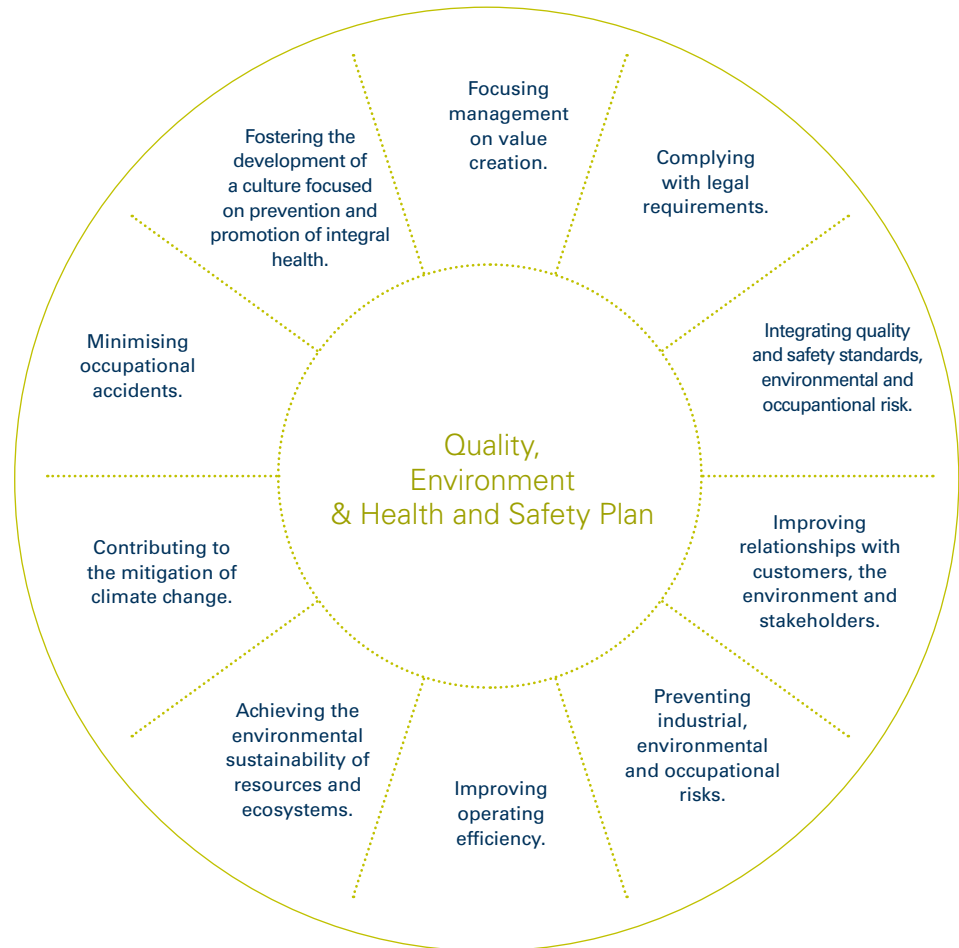 Focusing
management
on value
creation.
Complying
with legal
requirements.
Integrating quality
and safety standards,
environmental and
occupantional risk.
Improving
relationships with
customers, the
environment and
stakeholders.
Preventing
industrial,
environmental
and occupational
risks.
Improving
operating
efficiency.
Achieving the
environmental
sustainability of
resources and
ecosystems.
Contributing to
the mitigation of
climate change.
Minimising
occupational
accidents.
Fostering the
development of
a culture focused
on prevention and
promotion of integral
health.
Quality,
Environment
& Health and Safety Plan